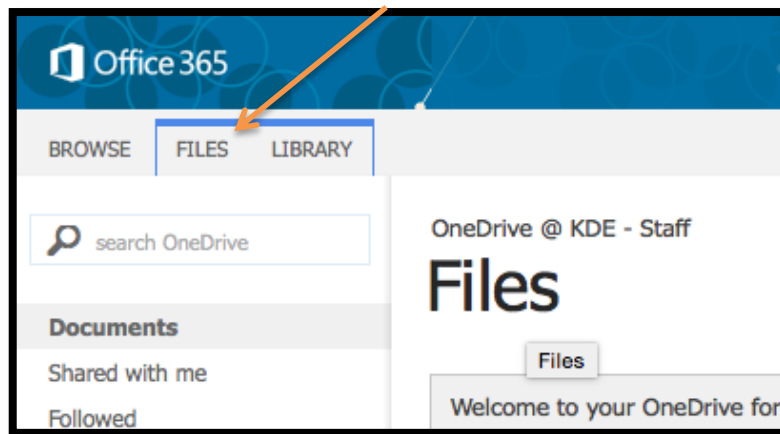 Office 365
BROWSE FILES LIBRARY
search OneDrive
Documents
Shared with me
Followed
OneDrive @ KDE - Staff
Files
Files
Welcome to your OneDrive for